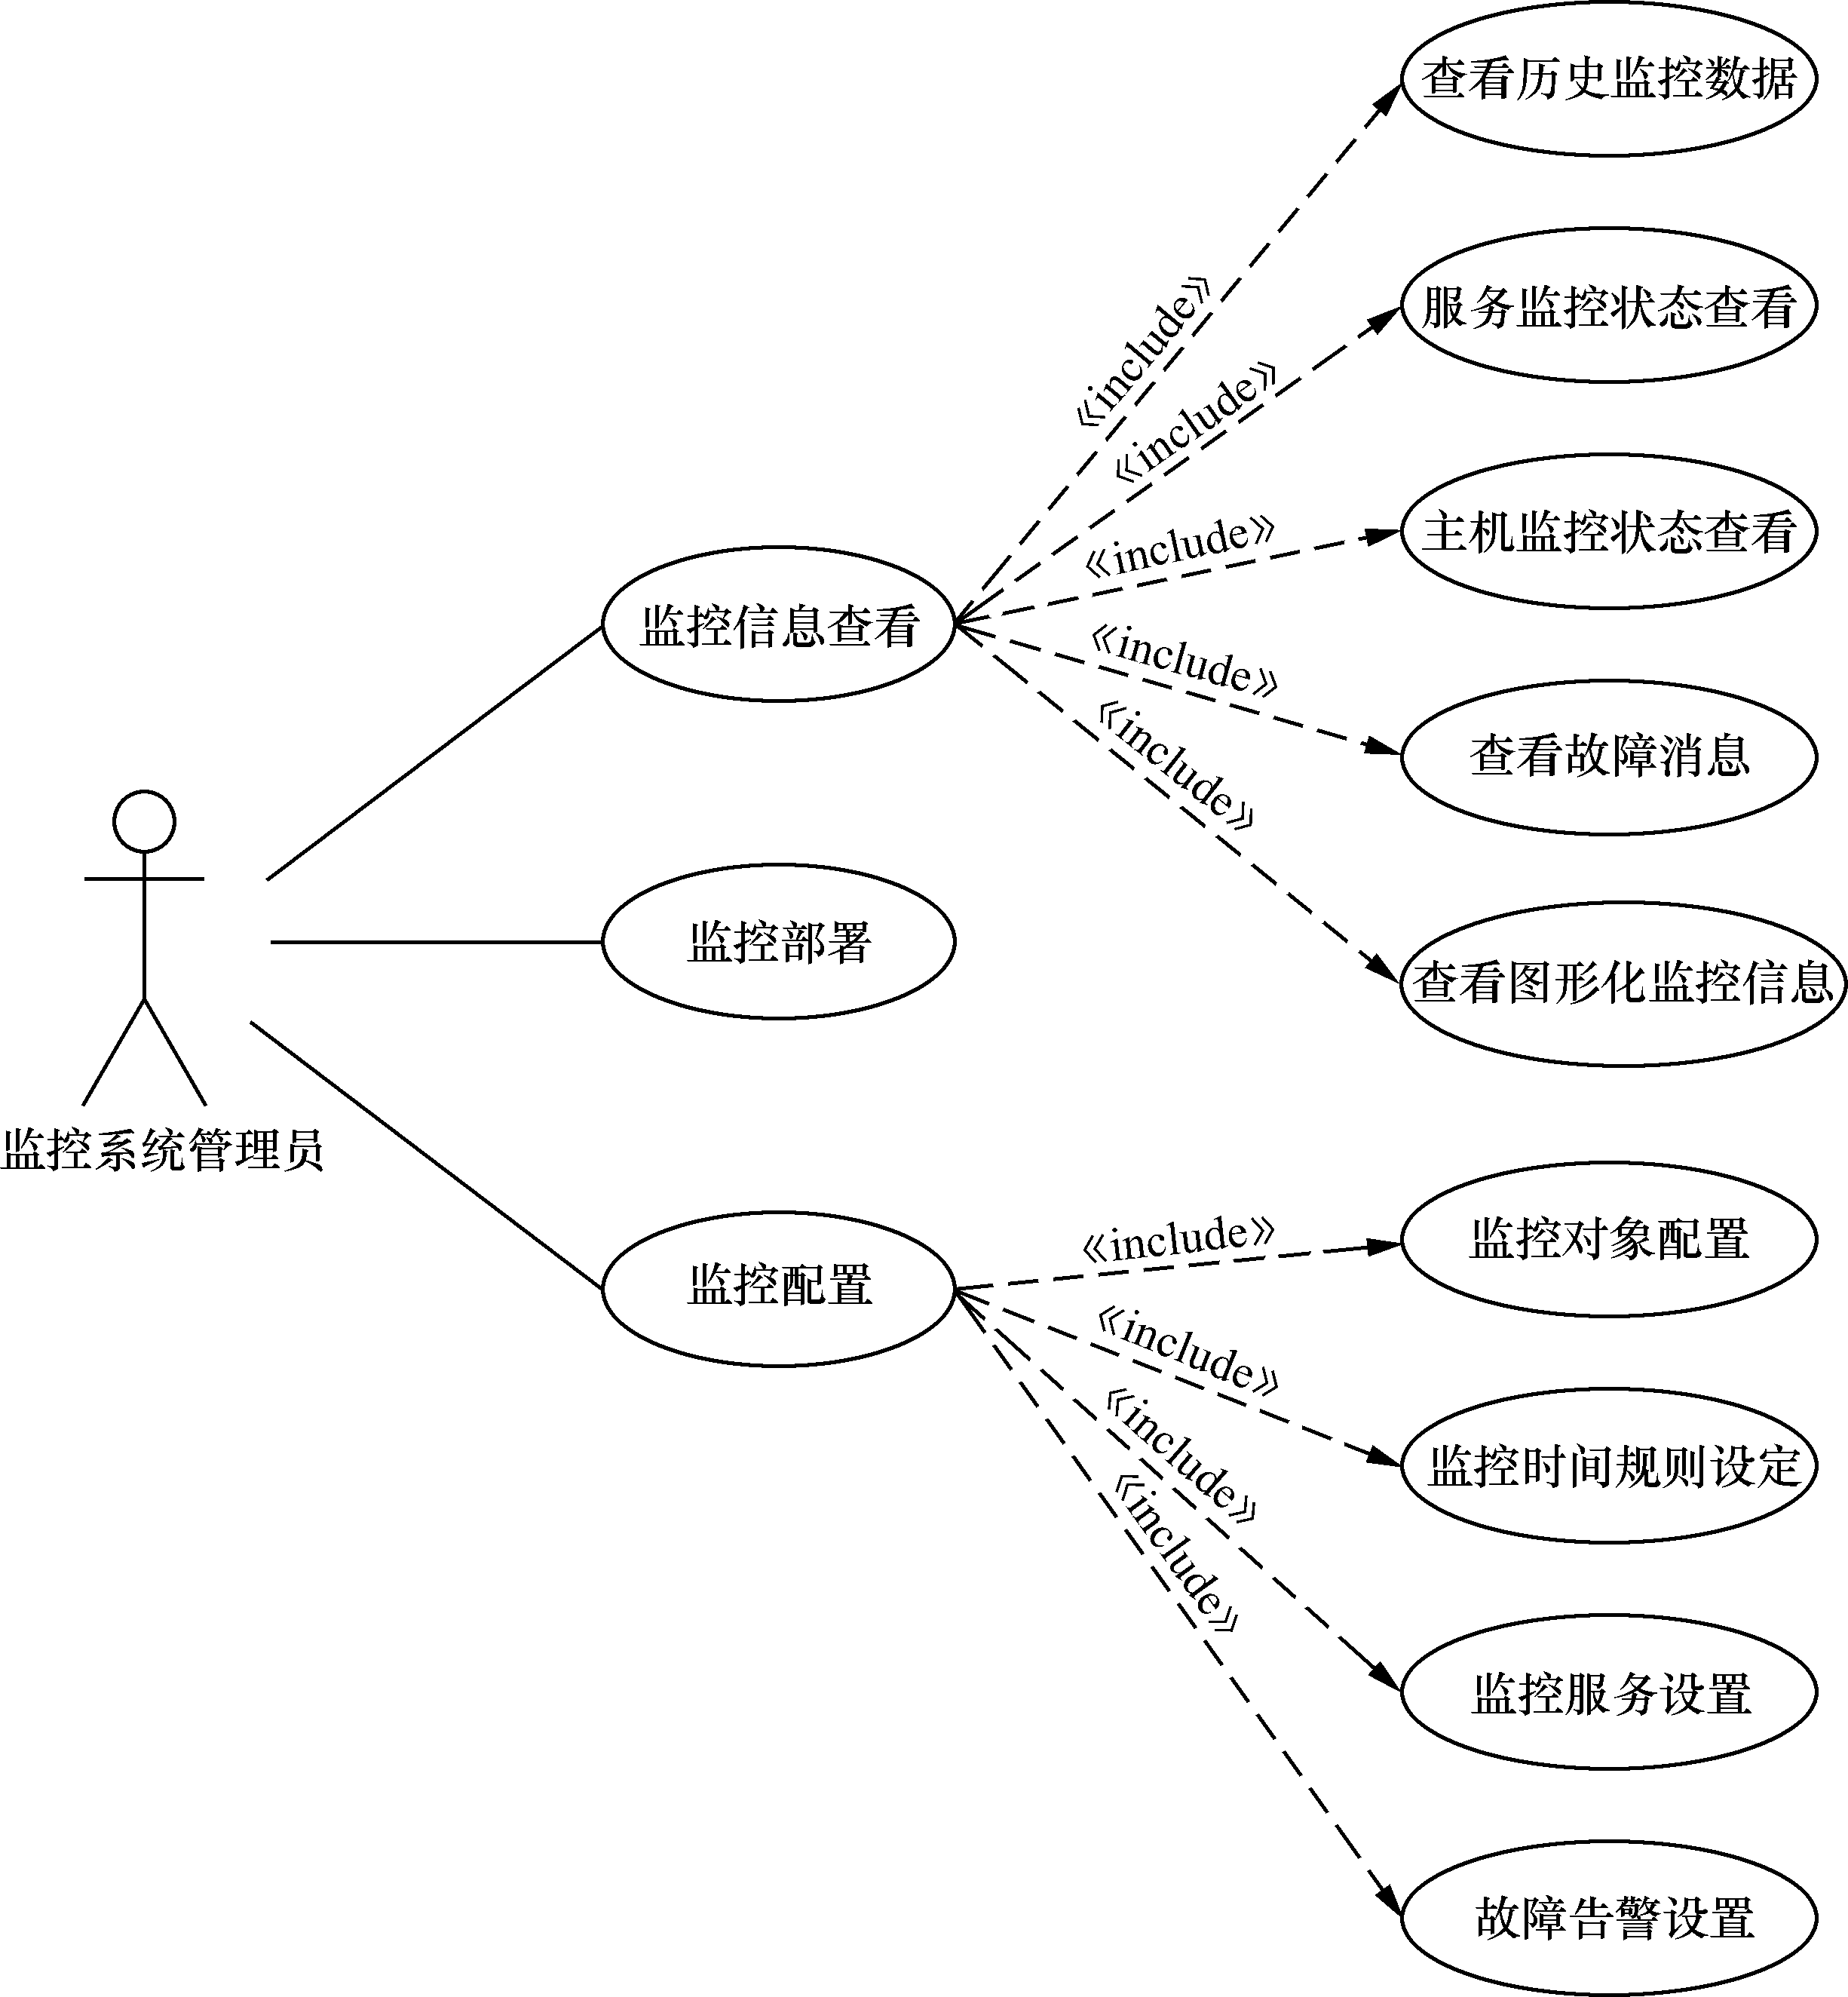 查看历史监控数据
«include»
服务监控状态查看
«include»
主机监控状态查看
«include»
监控信息查看
«include»
查看故障消息
«include»
监控部署
查看图形化监控信息
监控系统管理员
«include»
监控对象配置
监控配置
«include»
监控时间规则设定
«include»
«include»
监控服务设置
故障告警设置